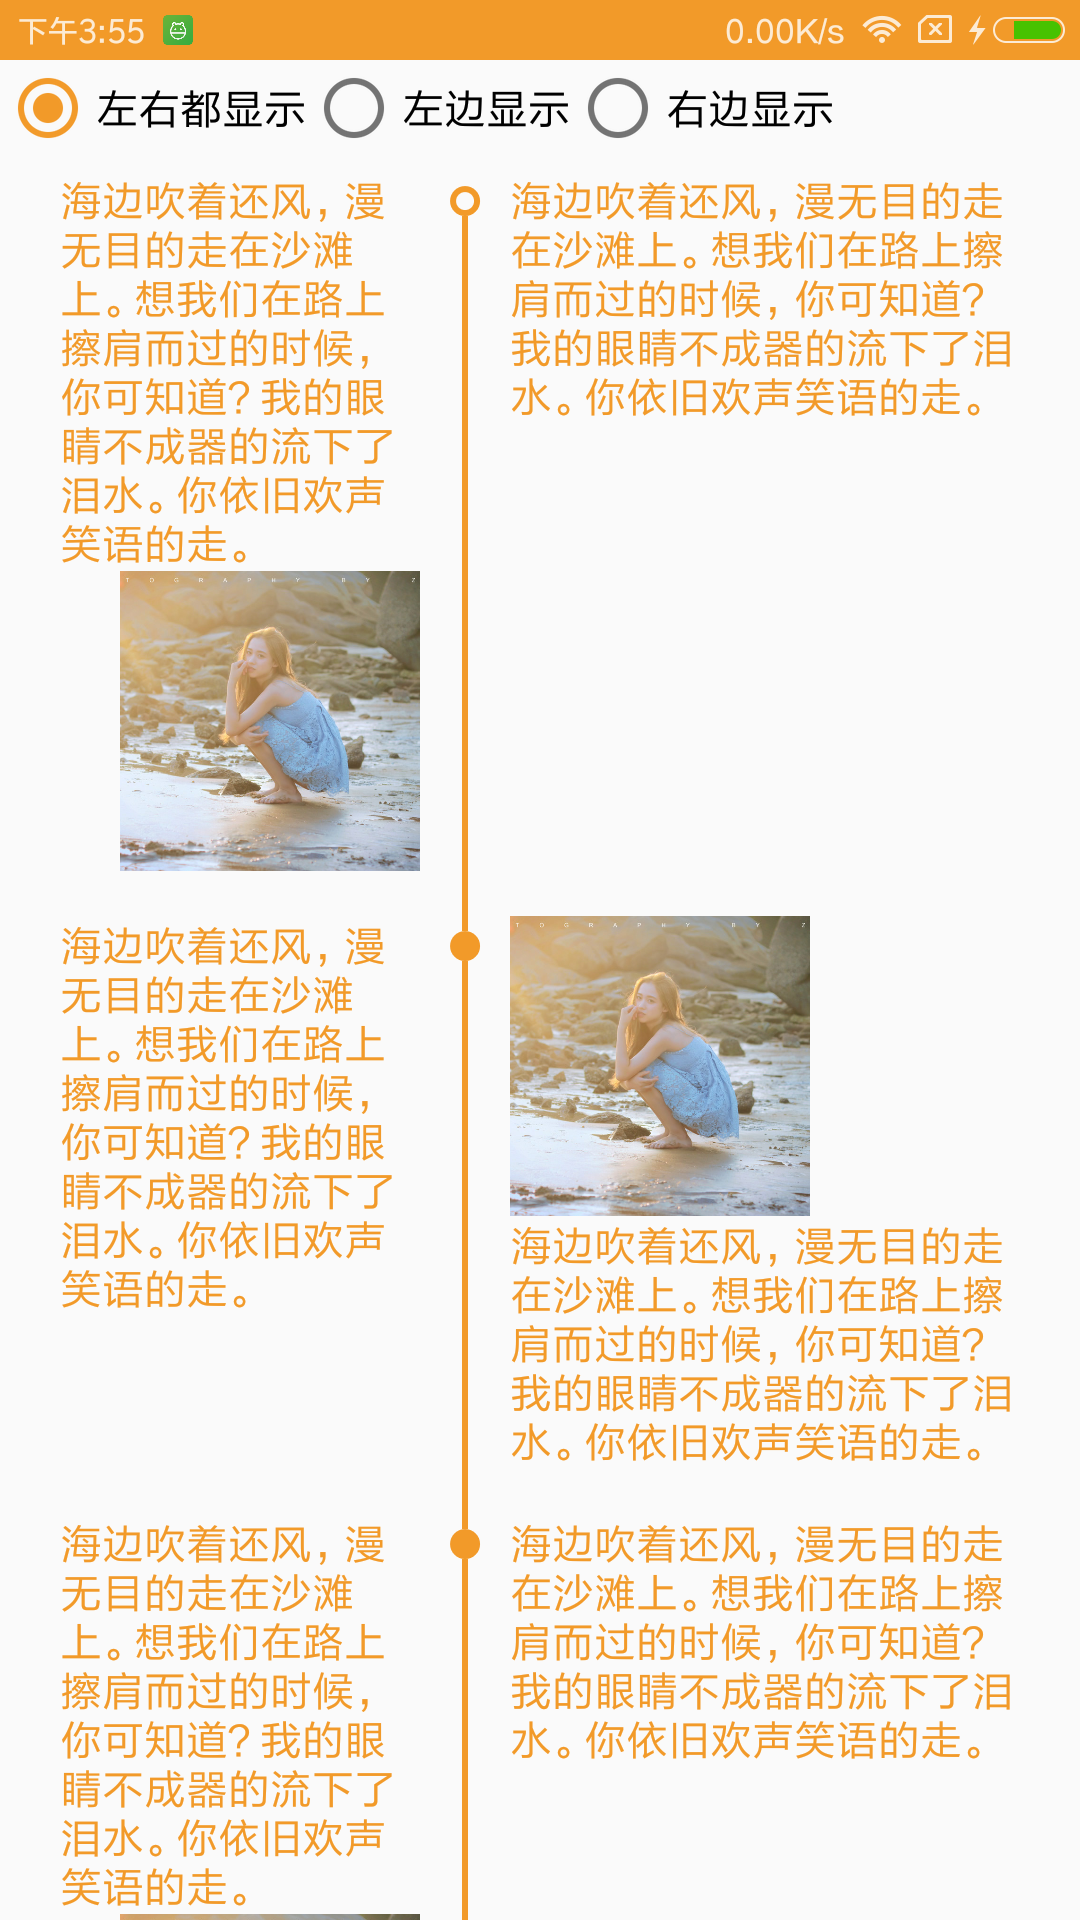 下午3:55
0.00K/s
左右都显示
左边显示
右边显示
海边吹着还风，漫
无目的走在沙滩
上。想我们在路上
擦肩而过的时候，
你可知道？我的眼
睛不成器的流下了
泪水。你依旧欢声
笑语的走。
TOGRAPHY BY Z
海边吹着还风，漫无目的走
在沙滩上。想我们在路上擦
肩而过的时候，你可知道？
我的眼睛不成器的流下了泪
水。你依旧欢声笑语的走。
海边吹着还风，漫
无目的走在沙滩
上。想我们在路上
擦肩而过的时候，
你可知道？我的眼
睛不成器的流下了
泪水。你依旧欢声
笑语的走。
TOGRAPHY BY Z
海边吹着还风，漫无目的走
在沙滩上。想我们在路上擦
肩而过的时候，你可知道？
我的眼睛不成器的流下了泪
水。你依旧欢声笑语的走。
海边吹着还风，漫
无目的走在沙滩
上。想我们在路上
擦肩而过的时候，
你可知道？我的眼
睛不成器的流下了
泪水。你依旧欢声
笑语的走。
海边吹着还风，漫无目的走
在沙滩上。想我们在路上擦
肩而过的时候，你可知道？
我的眼睛不成器的流下了泪
水。你依旧欢声笑语的走。